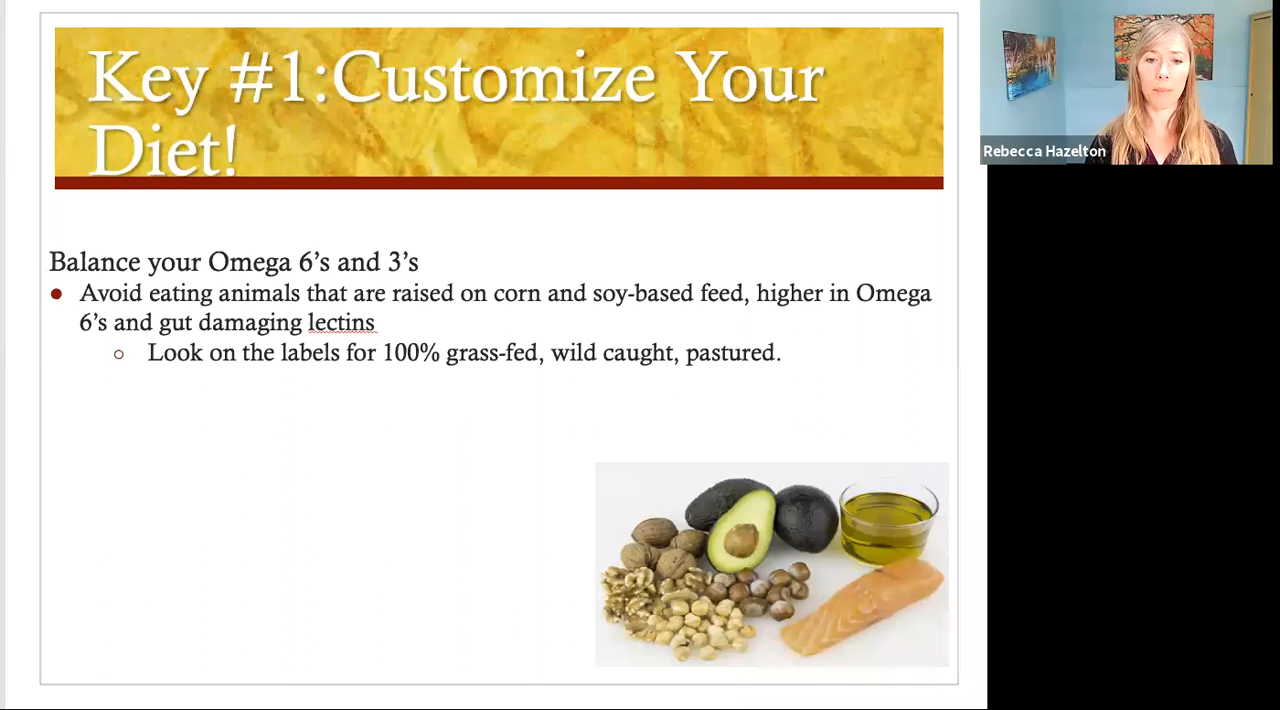 Key #1:Customize Your
Diet!
Rebecca Hazelton
Balance your Omega 6’s and 3’s
● Avoid eating animals that are raised on corn and soy-based feed, higher in Omega
6’s and gut damaging lectins
○ Look on the labels for 100% grass-fed, wild caught, pastured.